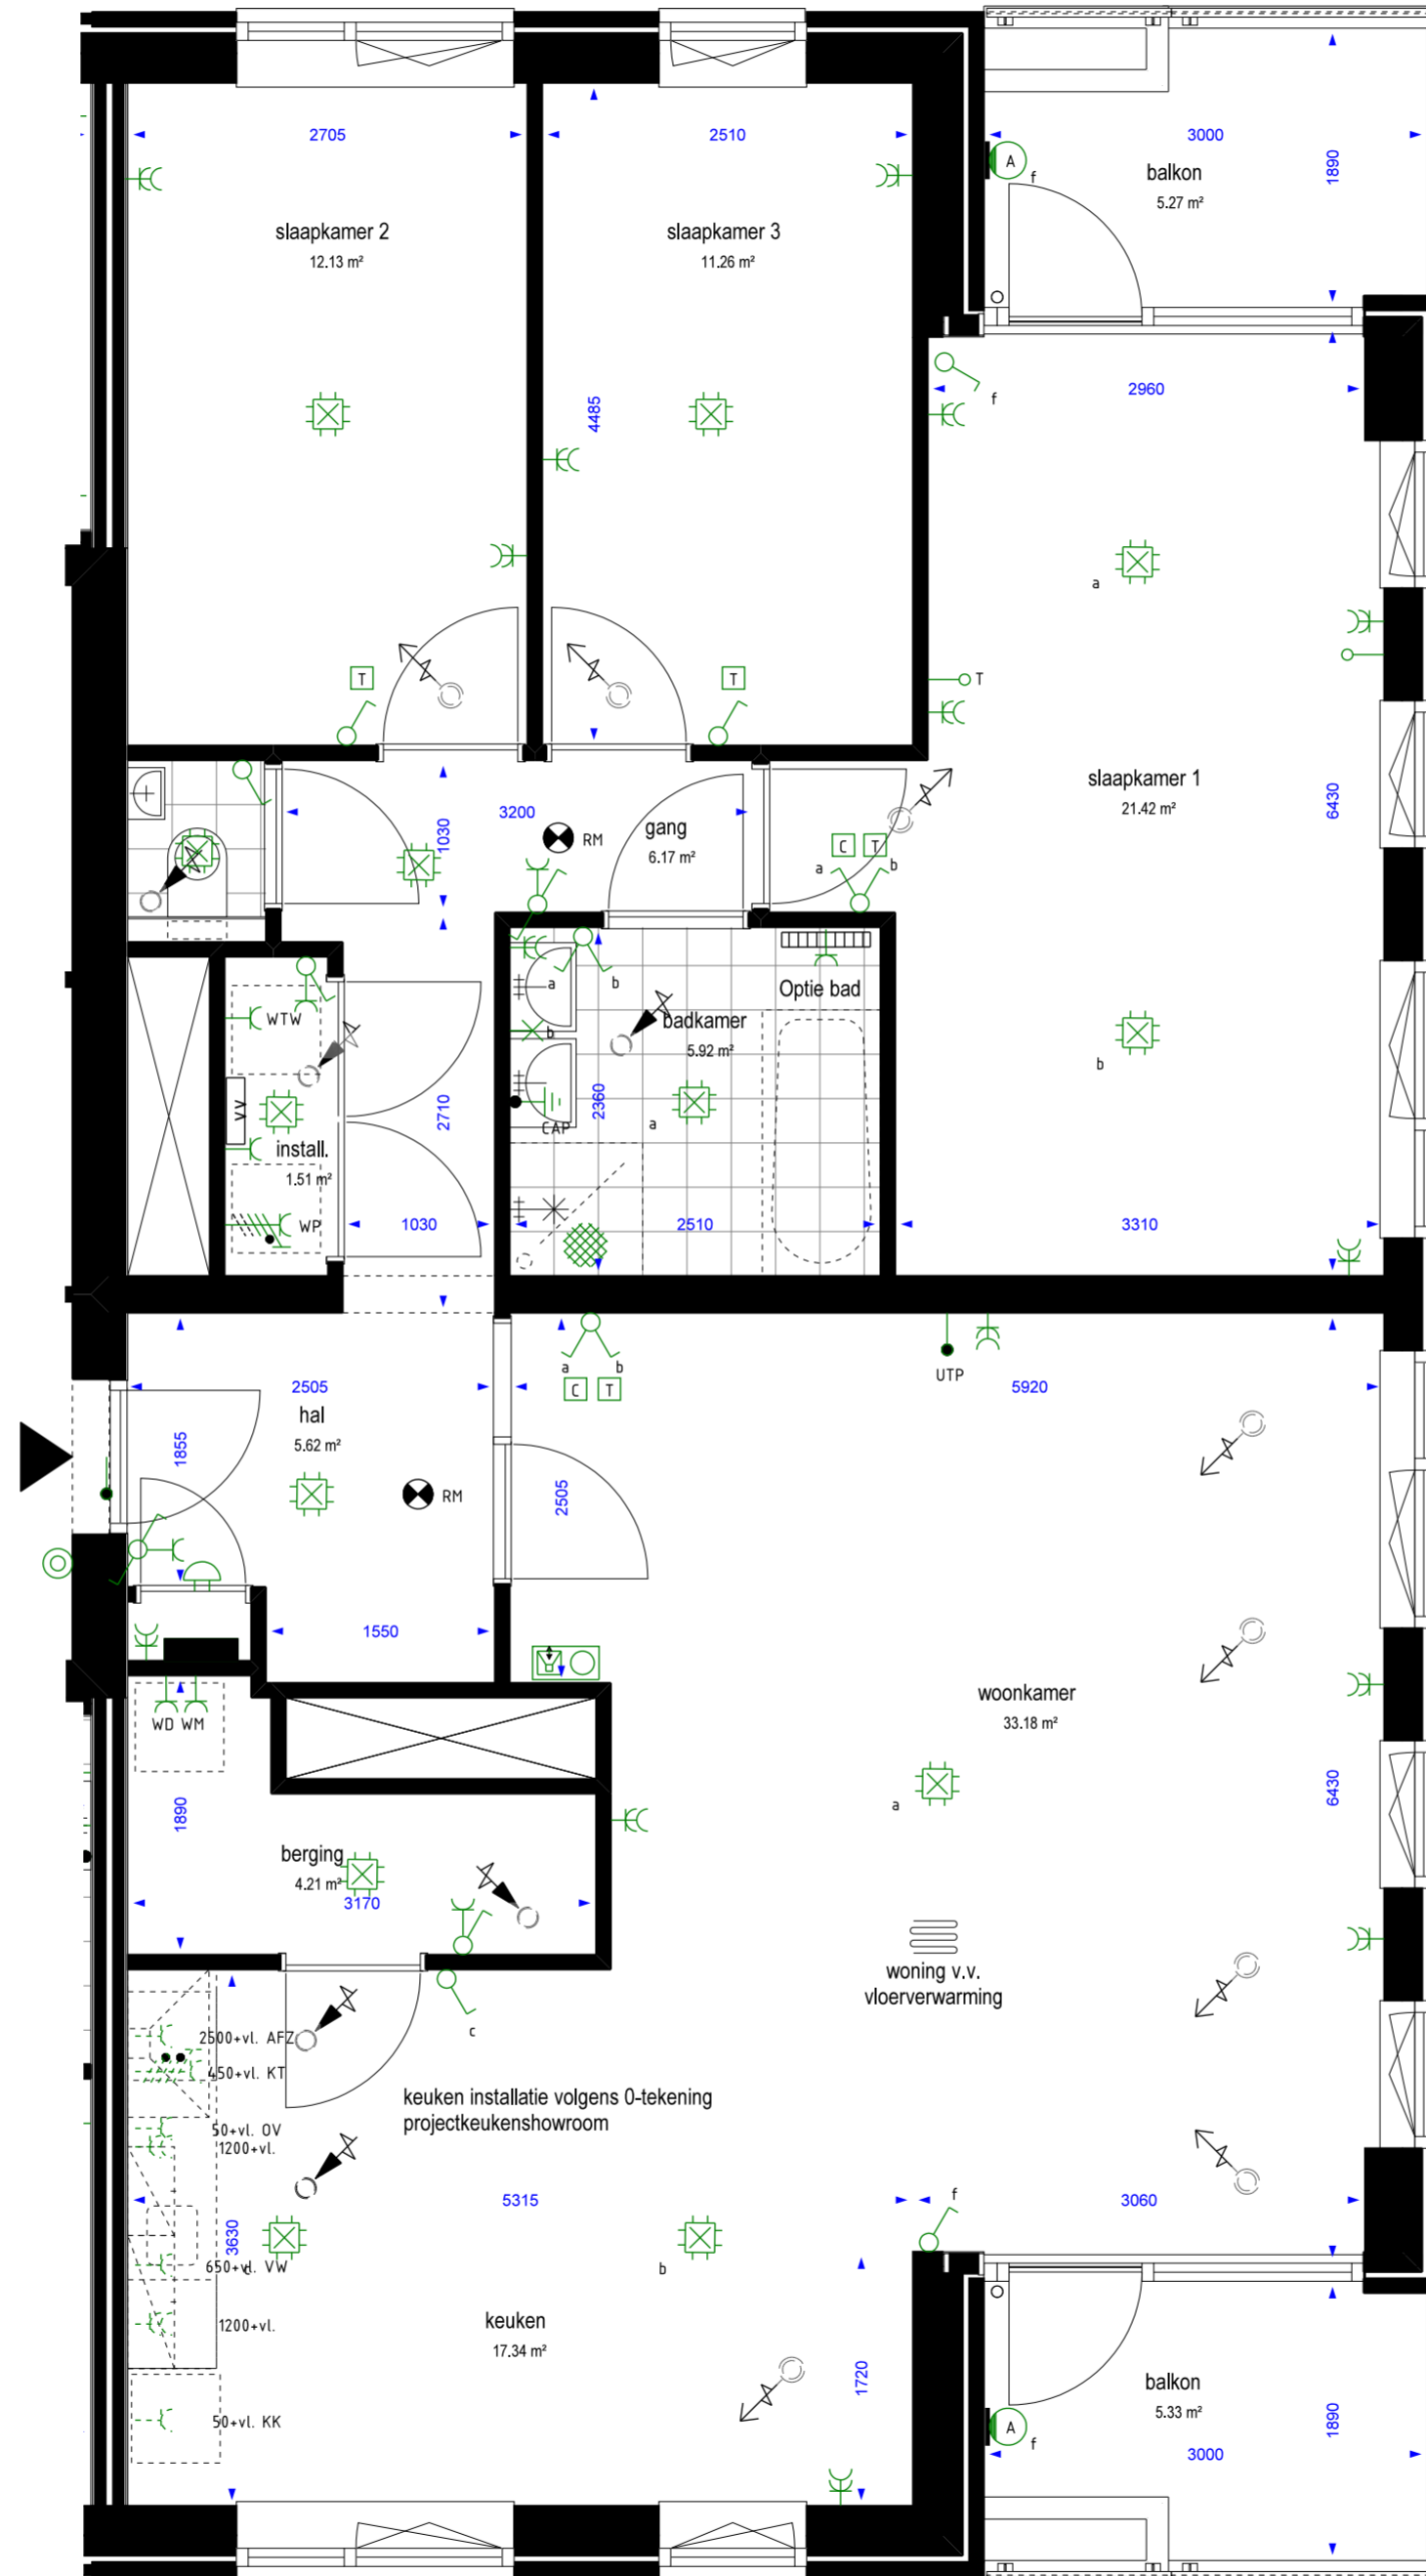 2705
2510
3000
1890
A
f
balkon
5.27 m²
slaapkamer 2
12.13 m²
slaapkamer 3
11.26 m²
4485
2960
f
a
T
T
T
slaapkamer 1
21.42 m²
6430
3200
1030
RM
gang
6.17 m²
C T
a
b
a
b
Optie bad
WTW
badkamer
5.92 m²
b
b
VV
2710
2360
CAP
a
install.
1.51 m²
WP
1030
2510
3310
a
b
C T
UTP
2505
5920
hal
5.62 m²
1855
RM
2505
1550
WD WM
woonkamer
33.18 m²
1890
6430
a
berging
4.21 m²
3170
woning v.v.
vloerverwarming
c
2500+vl. AFZ
450+vl. KT
keuken installatie volgens 0-tekening
projectkeukenshowroom
50+vl. OV
1200+vl.
5315
3060
f
3630
650+vl. VW
c
b
1200+vl.
keuken
17.34 m²
1720
balkon
5.33 m²
50+vl. KK
A
f
3000
1890